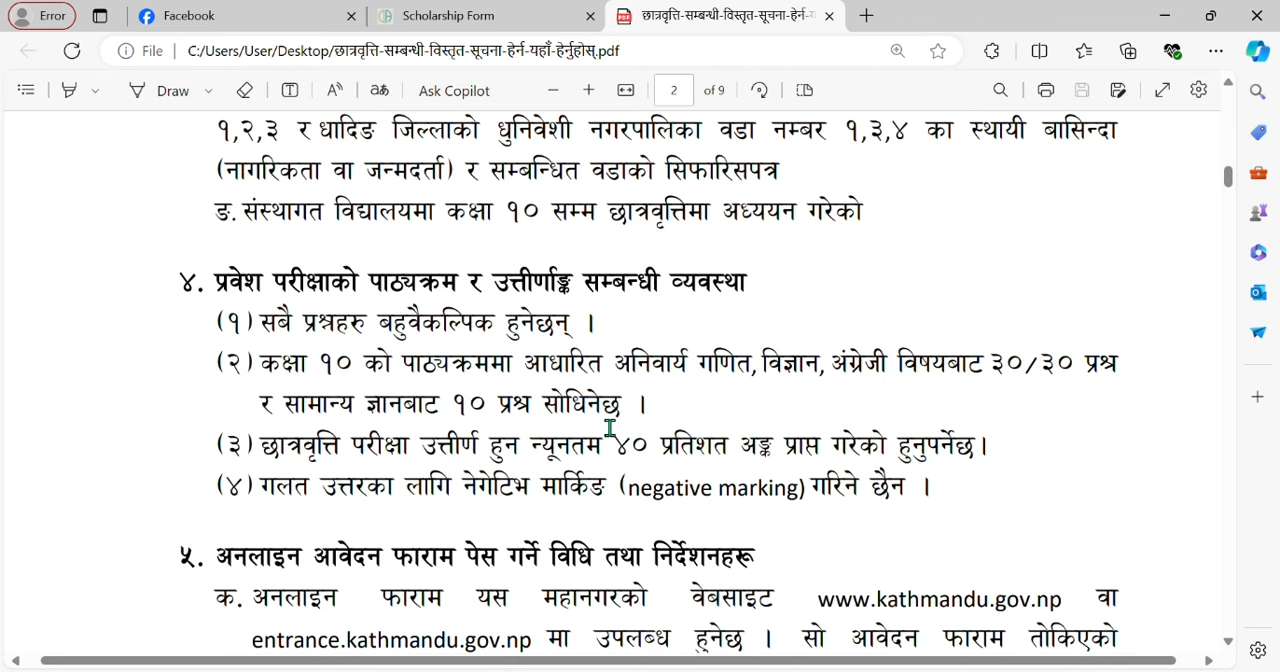 Error
Facebook
Scholarship Form
छात्रवृत्ति-सम्बन्धी-विस्तृत-सूचना-हेर्न-य
File
C:/Users/User/Desktop/छात्रवृत्ति-सम्बन्धी-विस्तृत-सूचना-हेर्न-यहाँ-हेर्नुहोस्.pdf
Draw
Ask Copilot
2 of 9
१,२,३ र धादिङ जिल्लाको धुनिवेशी नगरपालिका वडा नम्बर १,३,४ का स्थायी बासिन्दा
(नागरिकता वा जन्मदर्ता) र सम्बन्धित वडाको सिफारिसपत्र
ङ. संस्थागत विद्यालयमा कक्षा १० सम्म छात्रवृत्तिमा अध्ययन गरेको
४. प्रवेश परीक्षाको पाठ्यक्रम र उत्तीर्णाङ्क सम्बन्धी व्यवस्था
(१) सबै प्रश्नहरु बहुवैकल्पिक हुनेछन् ।
(२) कक्षा १० को पाठ्यक्रममा आधारित अनिवार्य गणित, विज्ञान, अंग्रेजी विषयबाट ३०/३० प्रश्न
र सामान्य ज्ञानबाट १० प्रश्न सोधिनेछ ।
(३) छात्रवृत्ति परीक्षा उत्तीर्ण हुन न्यूनतम ४० प्रतिशत अङ्क प्राप्त गरेको हुनुपर्नेछ।
(४) गलत उत्तरका लागि नेगेटिभ मार्किङ (negative marking) गरिने छैन ।
५. अनलाइन आवेदन फाराम पेस गर्ने विधि तथा निर्देशनहरू
क. अनलाइन फाराम यस महानगरको वेबसाइट www.kathmandu.gov.np वा
entrance.kathmandu.gov.np मा उपलब्ध हुनेछ । सो आवेदन फाराम तोकिएको